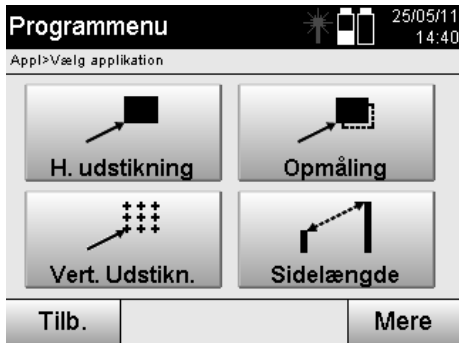 Programmenu
25/05/11
14:40
Appl>Vælg applikation
H. udstikning
Opmåling
Vert. Udstikn.
Sidelængde
Tilb.
Mere